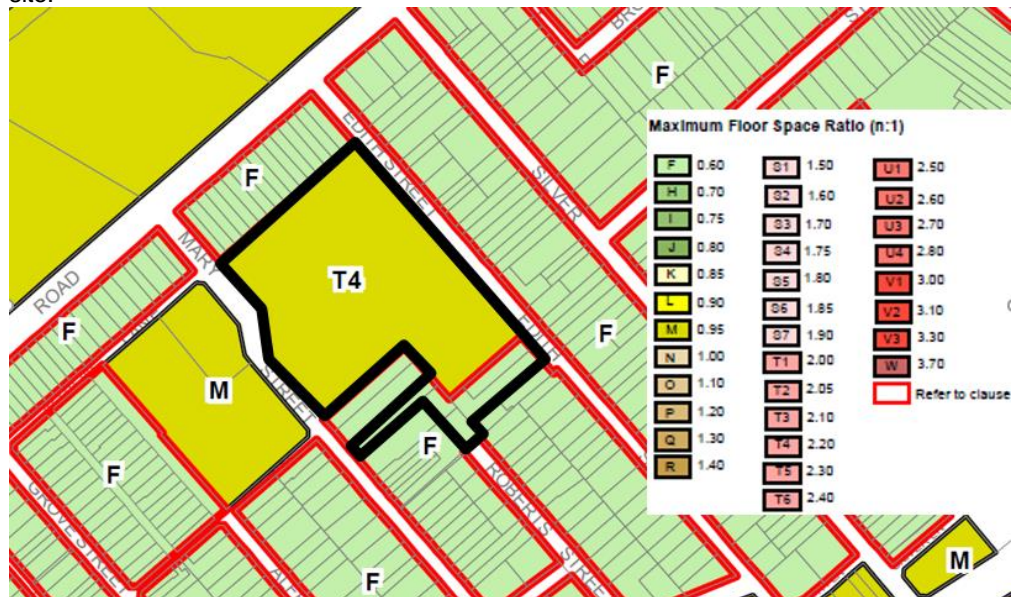 F
F
EDITH STREET
SILVER
F
MARY
ROAD
T4
F
M
STREET
EDITH
F
F
F
GROVE STREET
ROBERTS STREE
F
M
Maximum Floor Space Ratio (n:1)
F 0.60
H 0.70
I 0.75
J 0.80
K 0.85
L 0.90
M 0.95
N 1.00
O 1.10
P 1.20
Q 1.30
R 1.40
S1 1.50
S2 1.60
S3 1.70
S4 1.75
S5 1.80
S6 1.85
S7 1.90
T1 2.00
T2 2.05
T3 2.10
T4 2.20
T5 2.30
T6 2.40
U1 2.50
U2 2.60
U3 2.70
U4 2.80
V1 3.00
V2 3.10
V3 3.30
W 3.70
Refer to clause